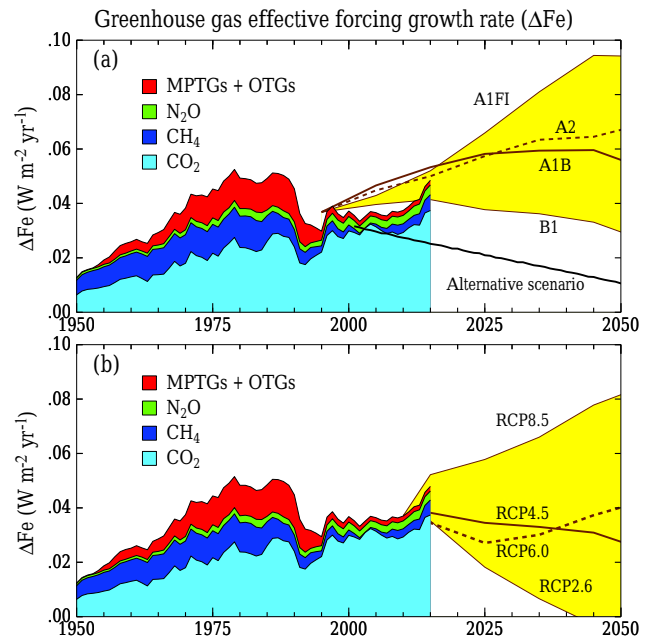 Greenhouse gas effective forcing growth rate (ΔFe)
(a)
MPTGs + OTGs
N₂O
CH₄
CO₂
A1FI
A2
A1B
B1
Alternative scenario
ΔFe (W m⁻² yr⁻¹)
.10
.08
.06
.04
.02
.00
1950 1975 2000 2025 2050
(b)
MPTGs + OTGs
N₂O
CH₄
CO₂
RCP8.5
RCP4.5
RCP6.0
RCP2.6
ΔFe (W m⁻² yr⁻¹)
.10
.08
.06
.04
.02
.00
1950 1975 2000 2025 2050